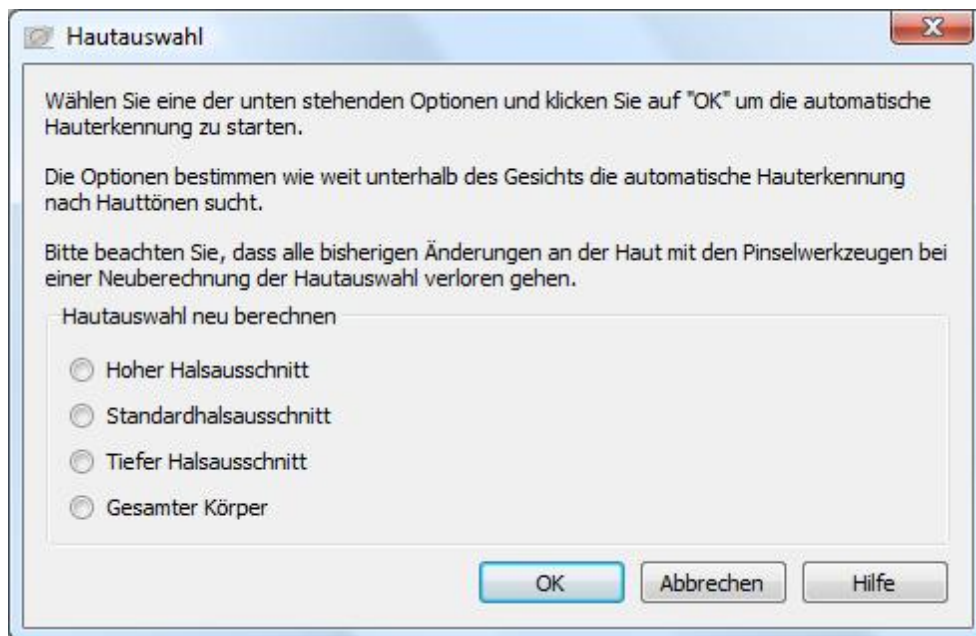 Hautauswahl
Wählen Sie eine der unten stehenden Optionen und klicken Sie auf "OK" um die automatische
Hauterkennung zu starten.
Die Optionen bestimmen wie weit unterhalb des Gesichts die automatische Hauterkennung
nach Hauttönen sucht.
Bitte beachten Sie, dass alle bisherigen Änderungen an der Haut mit den Pinselwerkzeugen bei
einer Neuberechnung der Hautauswahl verloren gehen.
Hautauswahl neu berechnen
Hoher Halsausschnitt
Standardhalsausschnitt
Tiefer Halsausschnitt
Gesamter Körper
OK Abbrechen Hilfe